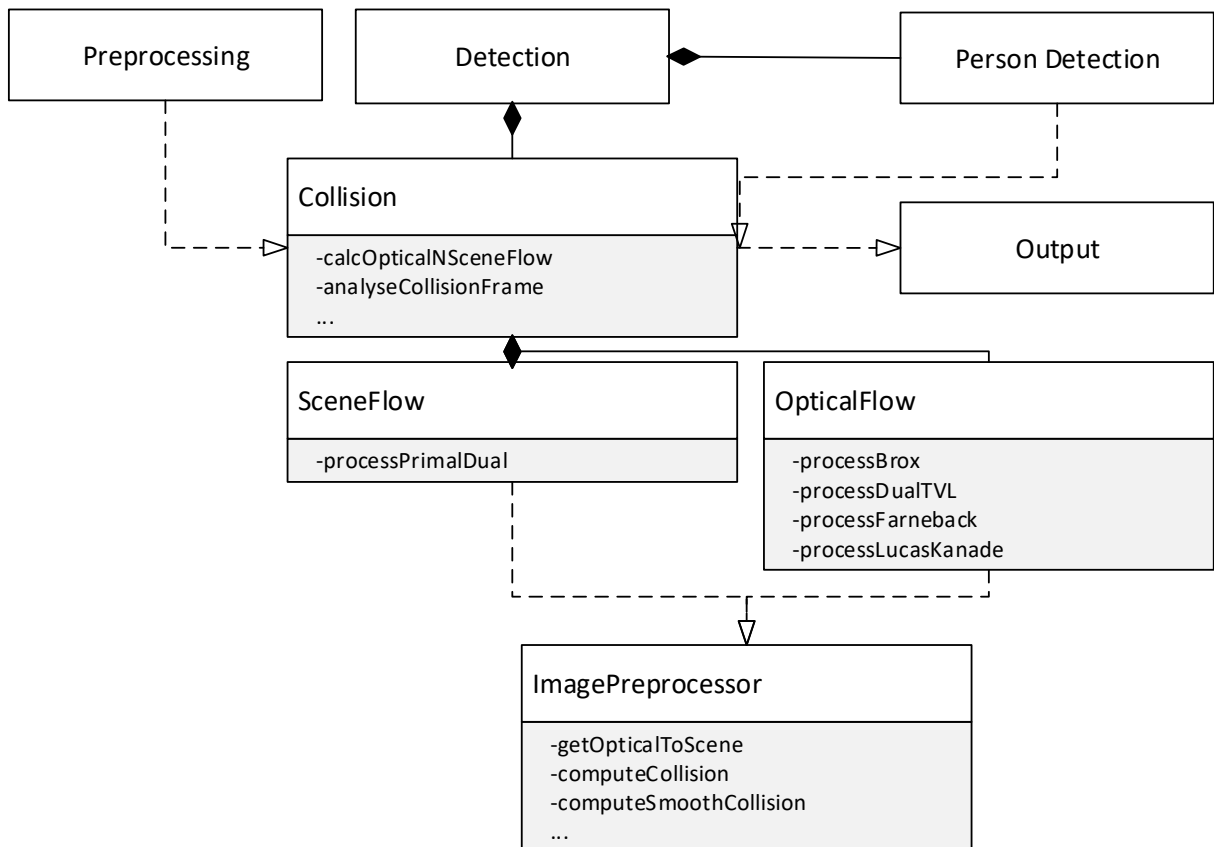 Preprocessing
Detection
Person Detection
Collision
-calcOpticalNSceneFlow
-analyseCollisionFrame
...
Output
SceneFlow
-processPrimalDual
OpticalFlow
-processBrox
-processDualTVL
-processFarneback
-processLucasKanade
ImagePreprocessor
-getOpticalToScene
-computeCollision
-computeSmoothCollision
...